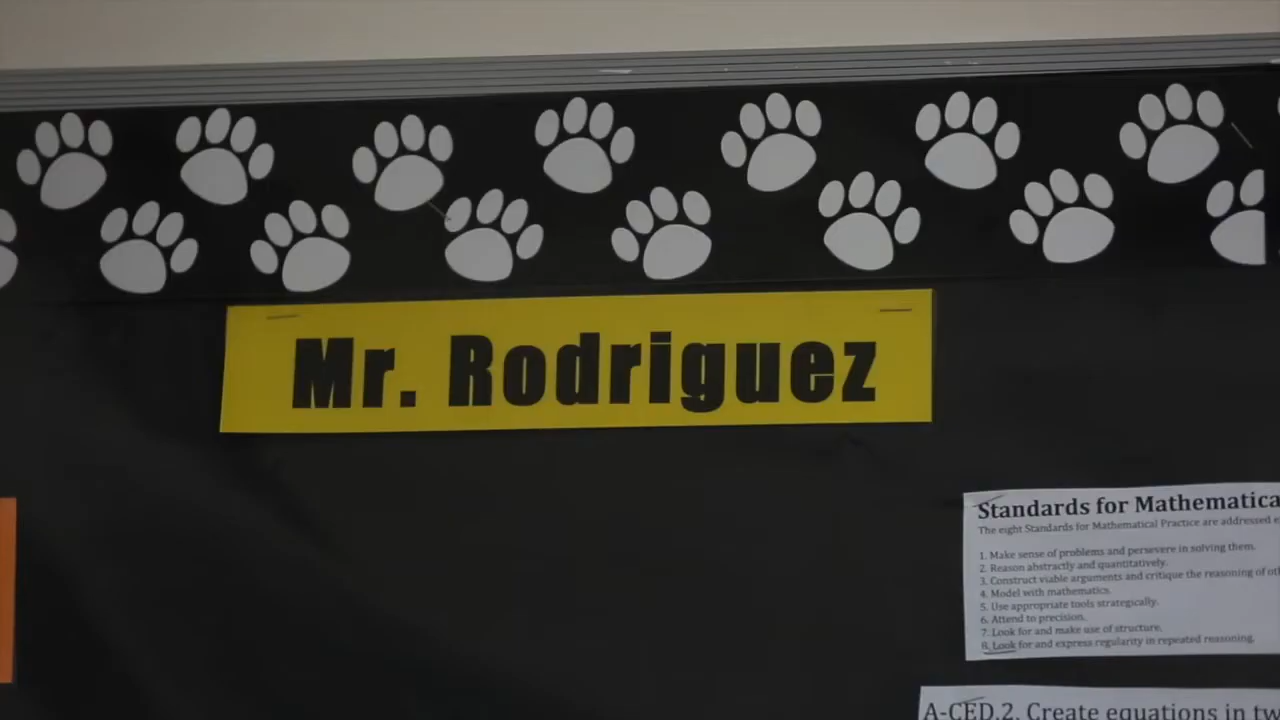 Mr. Rodriguez
Standards for Mathematica
The eight Standards for Mathematical Practice are addressed e
1. Make sense of problems and persevere in solving them.
2. Reason abstractly and quantitatively.
3. Construct viable arguments and critique the reasoning of oth
4. Model with mathematics.
5. Use appropriate tools strategically.
6. Attend to precision.
7. Look for and make use of structure.
8. Look for and express regularity in repeated reasoning.
A-CED.2. Create equations in tw